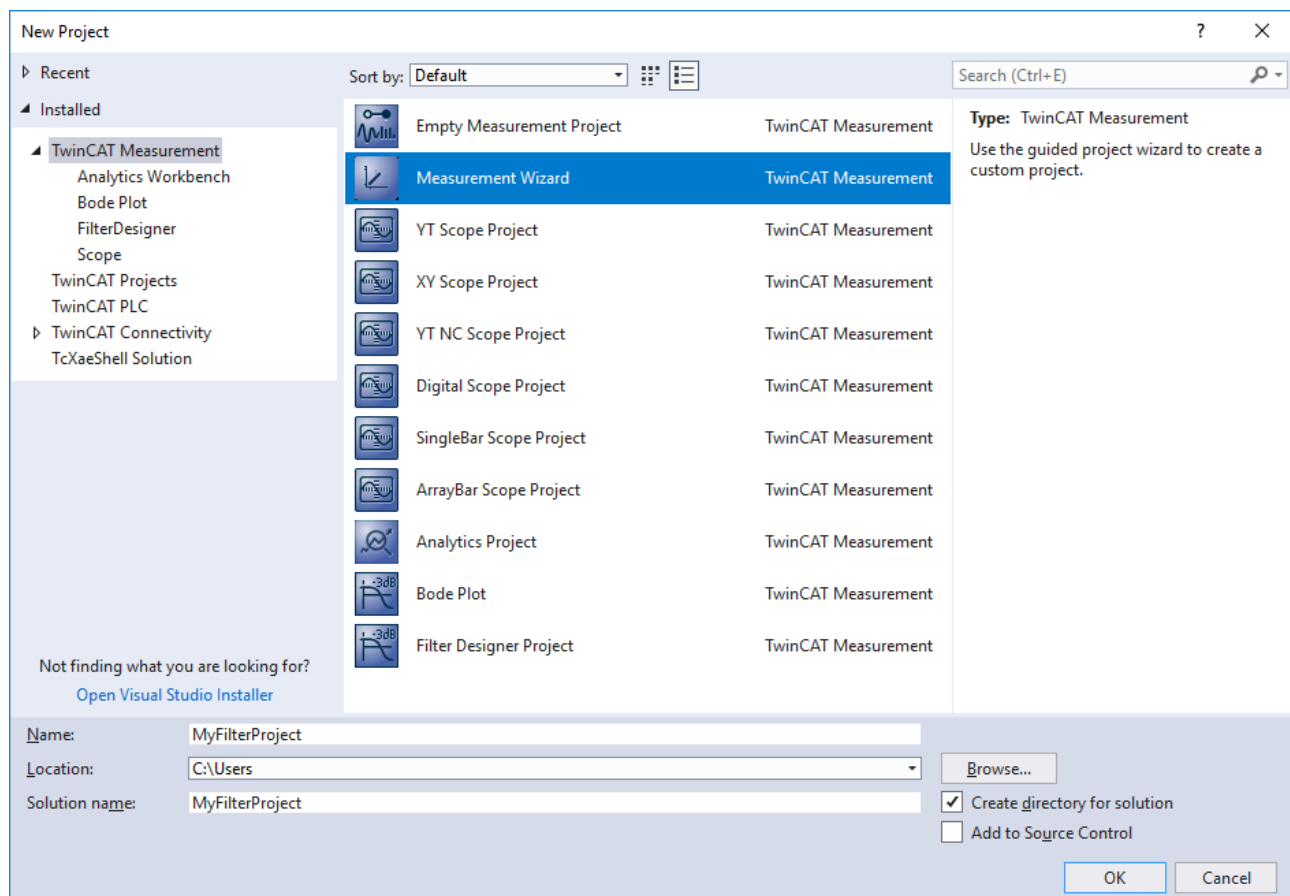 New Project
?
Recent
Installed
TwinCAT Measurement
Analytics Workbench
Bode Plot
FilterDesigner
Scope
TwinCAT Projects
TwinCAT PLC
TwinCAT Connectivity
TcXaeShell Solution
Not finding what you are looking for?
Open Visual Studio Installer
Sort by: Default
Empty Measurement Project TwinCAT Measurement
Measurement Wizard TwinCAT Measurement
YT Scope Project TwinCAT Measurement
XY Scope Project TwinCAT Measurement
YT NC Scope Project TwinCAT Measurement
Digital Scope Project TwinCAT Measurement
SingleBar Scope Project TwinCAT Measurement
ArrayBar Scope Project TwinCAT Measurement
Analytics Project TwinCAT Measurement
-3dB
Bode Plot TwinCAT Measurement
-3dB
Filter Designer Project TwinCAT Measurement
Search (Ctrl+E)
Type: TwinCAT Measurement
Use the guided project wizard to create a
custom project.
Name: MyFilterProject
Location: C:\Users
Browse...
Solution name: MyFilterProject
Create directory for solution
Add to Source Control
OK Cancel